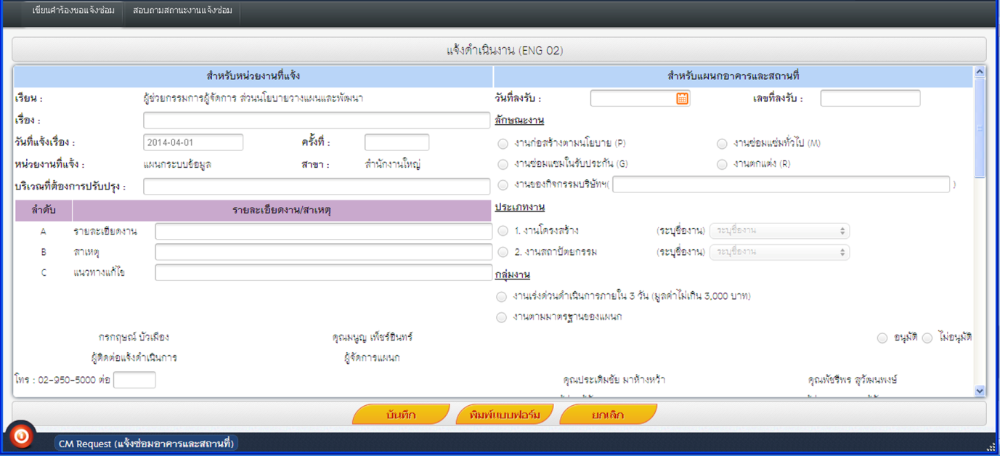 เขียนคำร้องขอแจ้งซ่อม สอบถามสถานะงานแจ้งซ่อม
แจ้งดำเนินงาน (ENG 02)
สำหรับหน่วยงานที่แจ้ง
เรียน : ผู้ช่วยกรรมการผู้จัดการ ส่วนนโยบายวางแผนและพัฒนา
เรื่อง :
วันที่แจ้งเรื่อง : 2014-04-01 ครั้งที่ :
หน่วยงานที่แจ้ง : แผนกระบบข้อมูล สาขา : สำนักงานใหญ่
บริเวณที่ต้องการปรับปรุง :
ลำดับ รายละเอียดงาน/สาเหตุ
A รายละเอียดงาน
B สาเหตุ
C แนวทางแก้ไข
กรกฤษณ์ บัวเผือง คุณมนูญ เพ็ชร์อินทร์
ผู้ติดต่อแจ้งดำเนินการ ผู้จัดการแผนก
โทร : 02-950-5000 ต่อ
สำหรับแผนกอาคารและสถานที่
วันที่ลงรับ : เลขที่ลงรับ :
ลักษณะงาน
งานก่อสร้างตามนโยบาย (P) งานซ่อมแซ่มทั่วไป (M)
งานซ่อมแซมในรับประกัน (G) งานตกแต่ง (R)
งานของกิจกรรมบริษัทฯ( )
ประเภทงาน
1. งานโครงสร้าง (ระบุชื่องาน) ระบุชื่องาน
2. งานสถาปัตยกรรม (ระบุชื่องาน) ระบุชื่องาน
กลุ่มงาน
งานเร่งด่วนดำเนินการภายใน 3 วัน (มูลค่าไม่เกิน 3,000 บาท)
งานตามมาตรฐานของแผนก
อนุมัติ ไม่อนุมัติ
คุณประเดิมชัย มาห้างหว้า คุณพัชรีพร สุวัฒนพงษ์
บันทึก พิมพ์แบบฟอร์ม ยกเลิก
CM Request (แจ้งซ่อมอาคารและสถานที่)